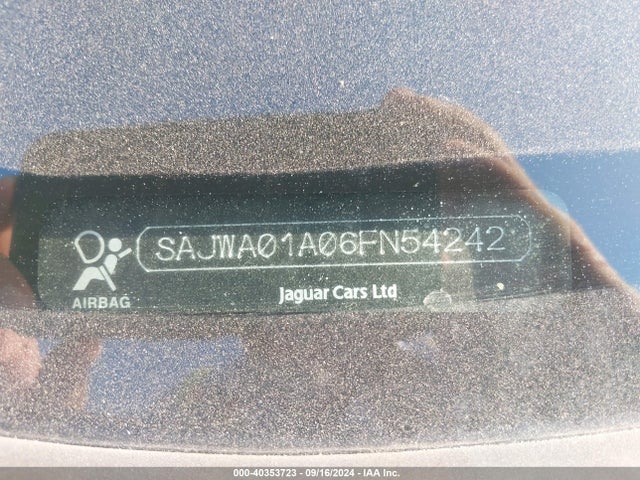 SAJWA01A06FN54242
AIRBAG
Jaguar Cars Ltd
000-40353723 - 09/16/2024 - IAA Inc.